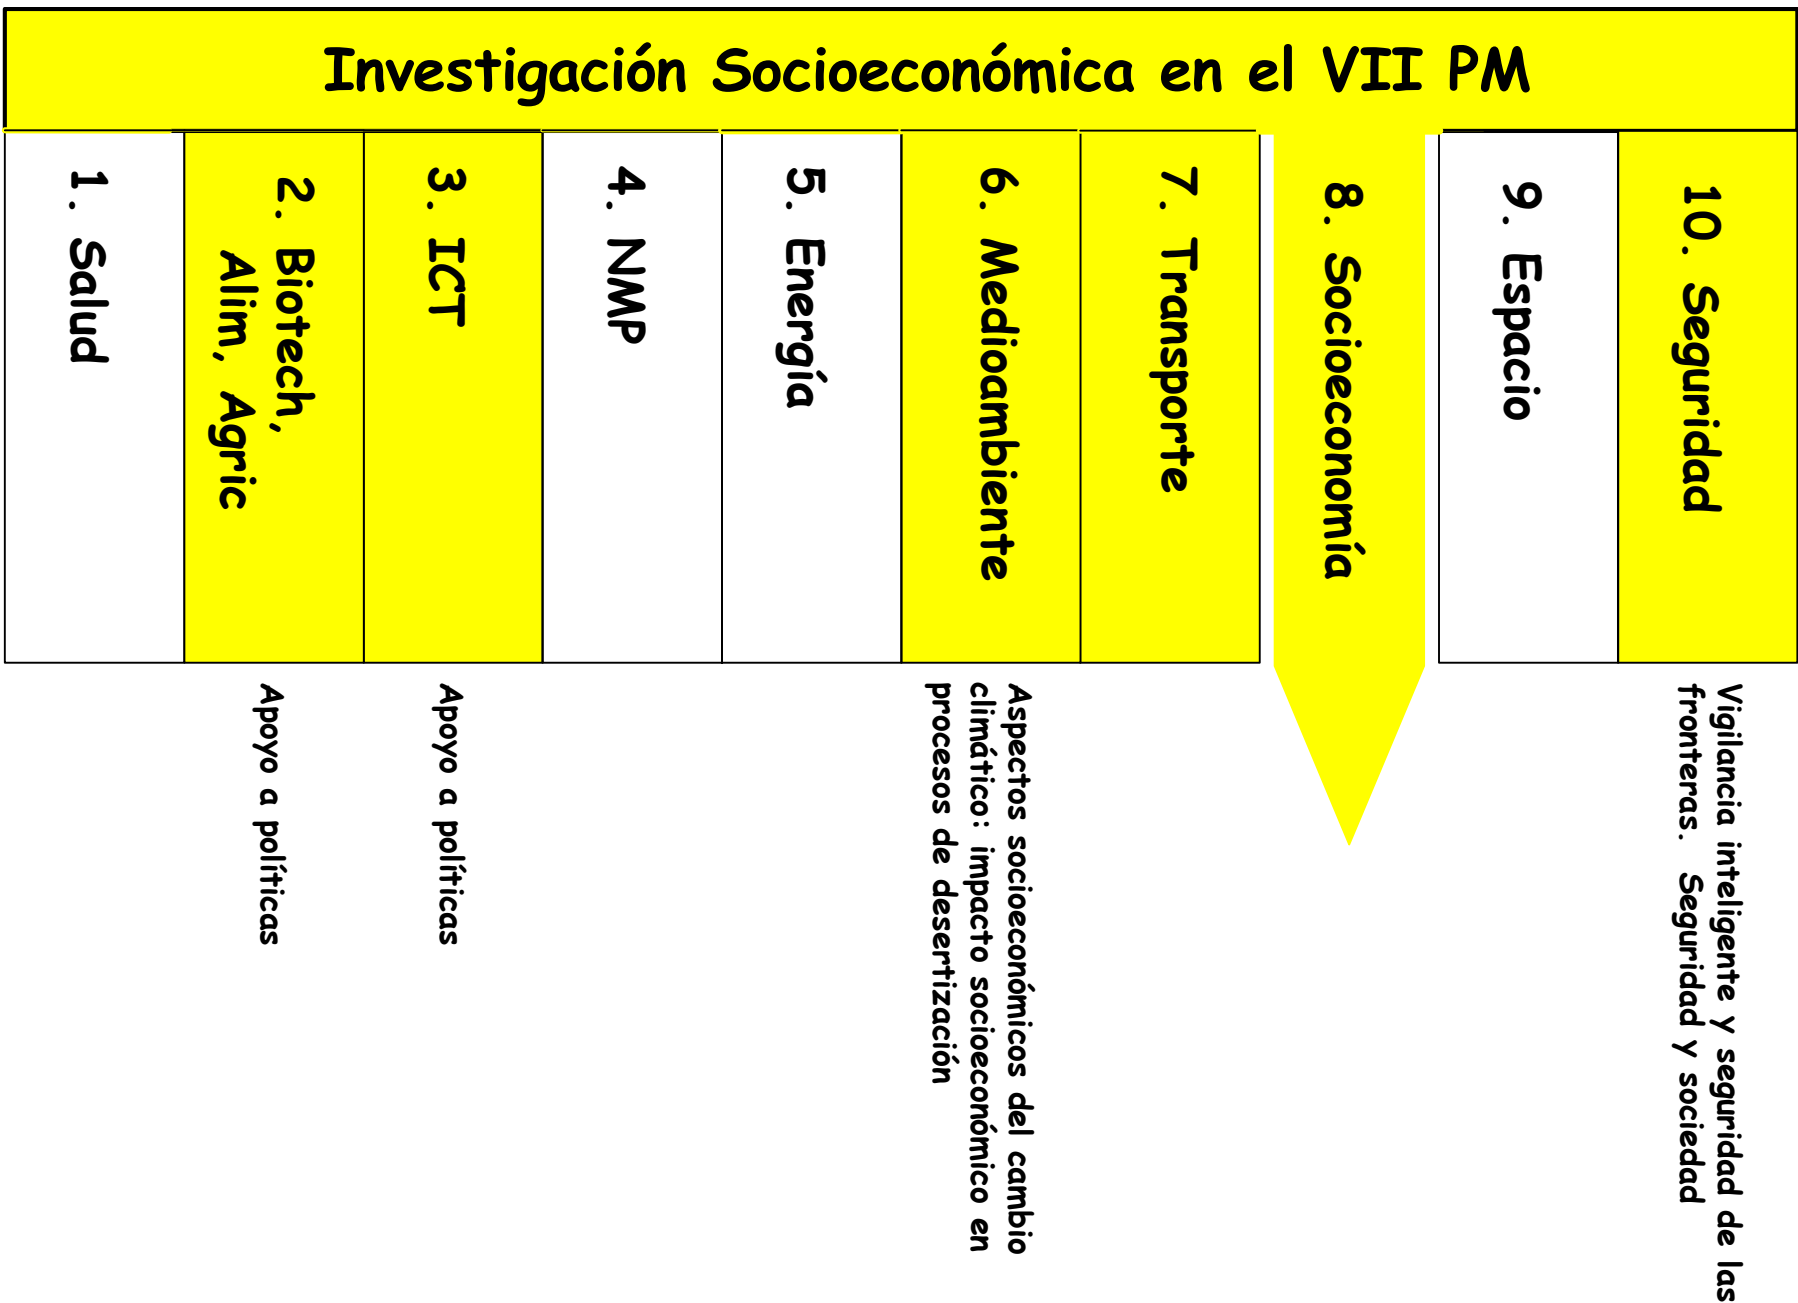 Investigación Socioeconómica en el VII PM
1. Salud
2. Biotech,
Alim, Agric
3. ICT
4. NMP
5. Energía
6. Medioambiente
7. Transporte
8. Socioeconomía
9. Espacio
10. Seguridad
Apoyo a políticas
Apoyo a políticas
Aspectos socioeconómicos del cambio
climático: impacto socioeconómico en
procesos de desertización
Vigilancia inteligente y seguridad de las
fronteras. Seguridad y sociedad